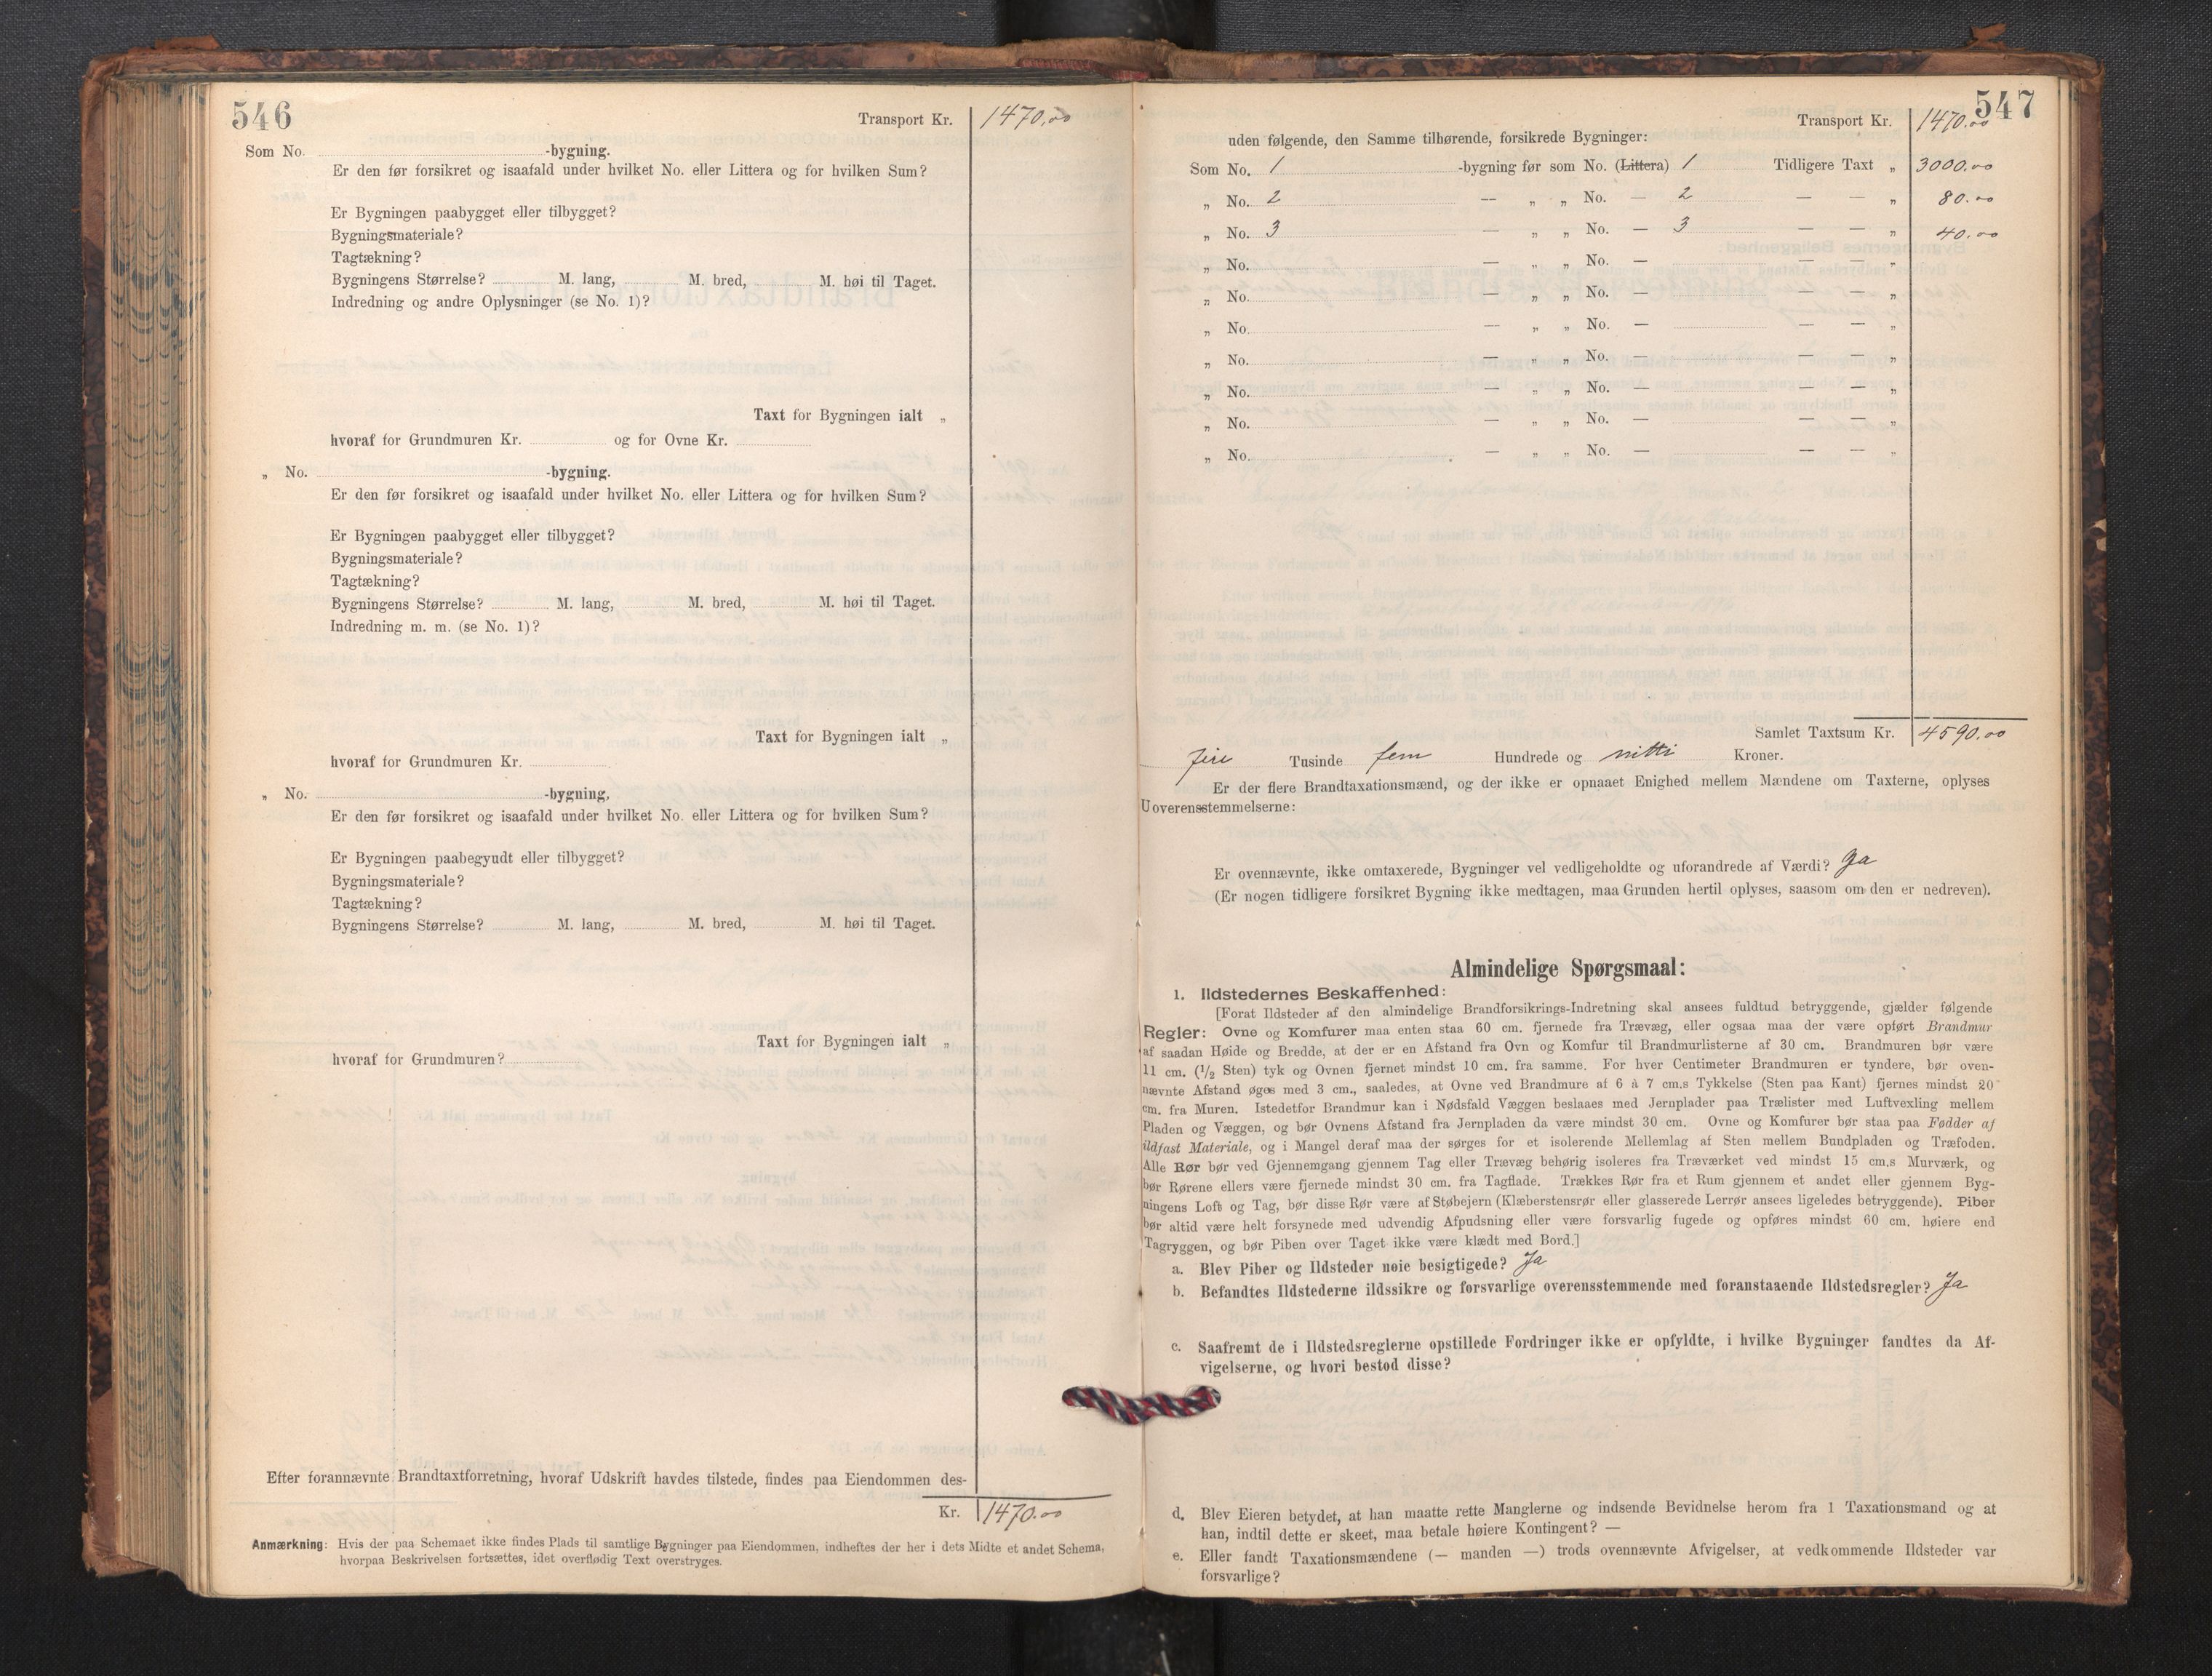 546
Transport Kr. 1470.00
Som No. -bygning.
Er den før forsikret og isaafald under hvilket No. eller Littera og for hvilken Sum?
Er Bygningen paabygget eller tilbygget?
Bygningsmateriale?
Tagtækning?
Bygningens Størrelse? M. lang, M. bred, M. høi til Taget.
Indredning og andre Oplysninger (se No. 1)?
Taxt for Bygningen ialt „
hvoraf for Grundmuren Kr. og for Ovne Kr.
„ No. -bygning.
Er den før forsikret og isaafald under hvilket No. eller Littera og for hvilken Sum?
Er Bygningen paabygget eller tilbygget?
Bygningsmateriale?
Tagtækning?
Bygningens Størrelse? M. lang, M. bred, M. høi til Taget.
Indredning m. m. (se No. 1)?
Taxt for Bygningen ialt „
hvoraf for Grundmuren Kr.
„ No. -bygning,
Er den før forsikret og isaafald under hvilket No. eller Littera og for hvilken Sum?
Er Bygningen paabegyudt eller tilbygget?
Bygningsmateriale?
Tagtækning?
Bygningens Størrelse? M. lang, M. bred, M. høi til Taget.
Taxt for Bygningen ialt „
hvoraf for Grundmuren?
Efter forannævnte Brandtaxtforretning, hvoraf Udskrift havdes tilstede, findes paa Eiendommen des-
Kr. 1470.00
Anmærkning: Hvis der paa Schemaet ikke findes Plads til samtlige Bygninger paa Eiendommen, indheftes der her i dets Midte et andet Schema,
hvorpaa Beskrivelsen fortsættes, idet overflødig Text overstryges.
547
Transport Kr. 1470.00
uden følgende, den Samme tilhørende, forsikrede Bygninger:
Som No. 1 -bygning før som No. (Littera) 1 Tidligere Taxt „ 3000.00
„ No. 2 — „ „ No. — 2 — — „ 80.00
„ No. 3 — „ „ No. — 3 — — „ 40.00
„ No. — „ „ No. — — — „
„ No. — „ „ No. — — — „
„ No. — „ „ No. — — — „
„ No. — „ „ No. — — — „
„ No. — „ „ No. — — — „
„ No. — „ „ No. — — — „
„ No. — „ „ No. — — — „
Samlet Taxtsum Kr. 4590.00
fire Tusinde fem Hundrede og nitti Kroner.
Er der flere Brandtaxationsmænd, og der ikke er opnaaet Enighed mellem Mændene om Taxterne, oplyses
Uoverensstemmelserne:
Er ovennævnte, ikke omtaxerede, Bygninger vel vedligeholdte og uforandrede af Værdi? Ja
(Er nogen tidligere forsikret Bygning ikke medtagen, maa Grunden hertil oplyses, saasom om den er nedreven).
Almindelige Spørgsmaal:
1. Ildstedernes Beskaffenhed:
[Forat Ildsteder af den almindelige Brandforsikrings-Indretning skal ansees fuldtud betryggende, gjælder følgende
Regler: Ovne og Komfurer maa enten staa 60 cm. fjernede fra Trævæg, eller ogsaa maa der være opført Brandmur
af saadan Høide og Bredde, at der er en Afstand fra Ovn og Komfur til Brandmurlisterne af 30 cm. Brandmuren bør være
11 cm. (1/2 Sten) tyk og Ovnen fjernet mindst 10 cm. fra samme. For hver Centimeter Brandmuren er tyndere, bør oven-
nævnte Afstand øges med 3 cm., saaledes, at Ovne ved Brandmure af 6 à 7 cm.s Tykkelse (Sten paa Kant) fjernes mindst 20
cm. fra Muren. Istedetfor Brandmur kan i Nødsfald Væggen beslaaes med Jernplader paa Trælister med Luftvexling mellem
Pladen og Væggen, og bør Ovnens Afstand fra Jernpladen da være mindst 30 cm. Ovne og Komfurer bør staa paa Fødder af
ildfast Materiale, og i Mangel deraf maa der sørges for et isolerende Mellemlag af Sten mellem Bundpladen og Træfoden.
Alle Rør bør ved Gjennemgang gjennem Tag eller Trævæg behørig isoleres fra Træværket ved mindst 15 cm.s Murværk, og
bør Rørene ellers være fjernede mindst 30 cm. fra Tagflade. Trækkes Rør fra et Rum gjennem et andet eller gjennem Byg-
ningens Loft og Tag, bør disse Rør være af Støbejern (Klæberstensrør eller glasserede Lerrør ansees ligeledes betryggende). Piber
bør altid være helt forsynede med udvendig Afpudsning eller være forsvarlig fugede og opføres mindst 60 cm. høiere end
Tagryggen, og bør Piben over Taget ikke være klædt med Bord.]
a. Blev Piber og Ildsteder nøie besigtigede? Ja
b. Befandtes Ildstederne ildssikre og forsvarlige overensstemmende med foranstaaende Ildstedsregler? Ja
c. Saafremt de i Ildstedsreglerne opstillede Fordringer ikke er opfyldte, i hvilke Bygninger fandtes da Af-
vigelserne, og hvori bestod disse?
d. Blev Eieren betydet, at han maatte rette Manglerne og indsende Bevidnelse herom fra 1 Taxationsmand og at
han, indtil dette er skeet, maa betale høiere Kontingent? —
e. Eller fandt Taxationsmændene (— manden —) trods ovennævnte Afvigelser, at vedkommende Ildsteder var
forsvarlige?